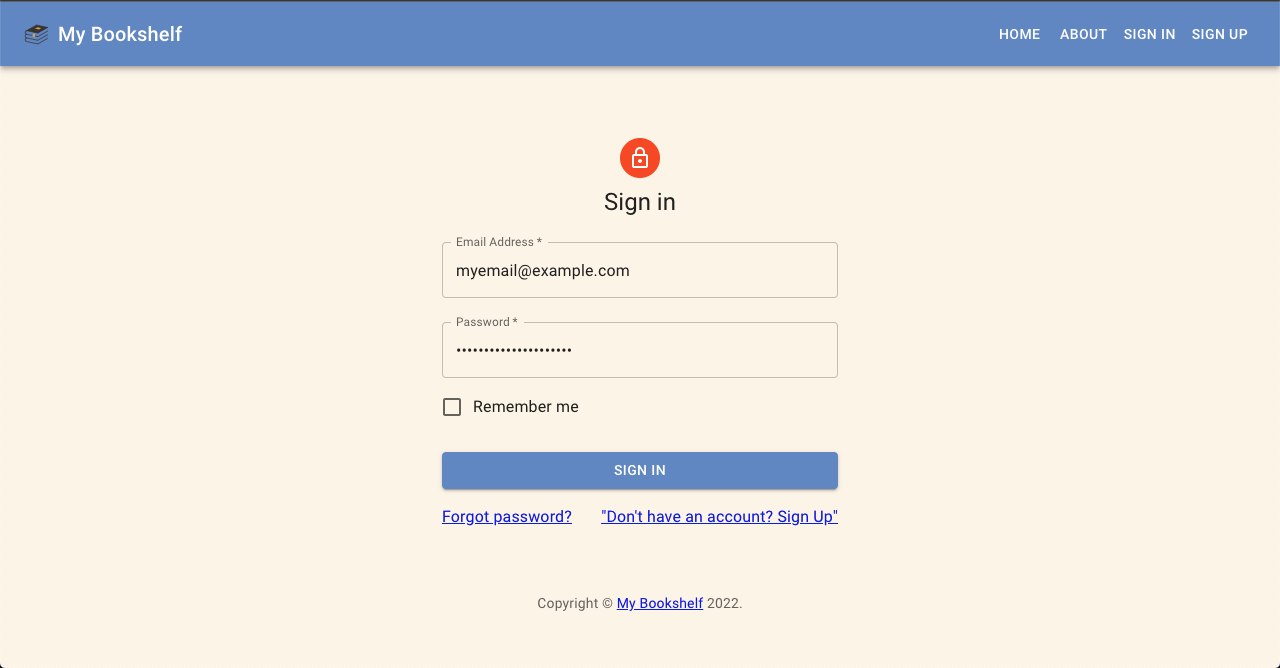 My Bookshelf HOME ABOUT SIGN IN SIGN UP
Sign in
Email Address *
myemail@example.com
Password *
•••••••••••••••••••••
Remember me
SIGN IN
Forgot password? "Don't have an account? Sign Up"
Copyright © My Bookshelf 2022.